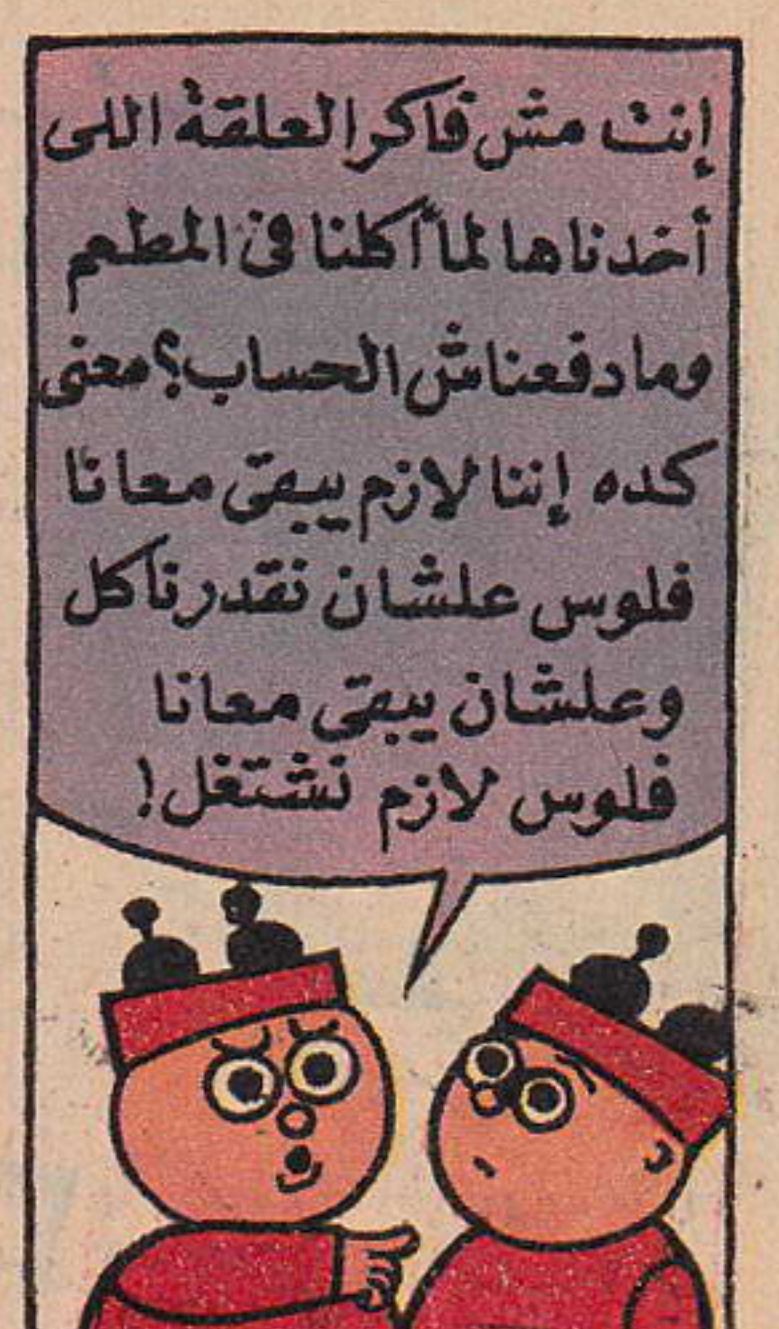 إنت مش فاكر العلقة اللى
أخدناها لما أكلنا فى المطعم
وما دفعناش الحساب؟ معنى
كده إننا لازم يبقى معانا
فلوس علشان نقدر ناكل
وعلشان يبقى معانا
فلوس لازم نشتغل!